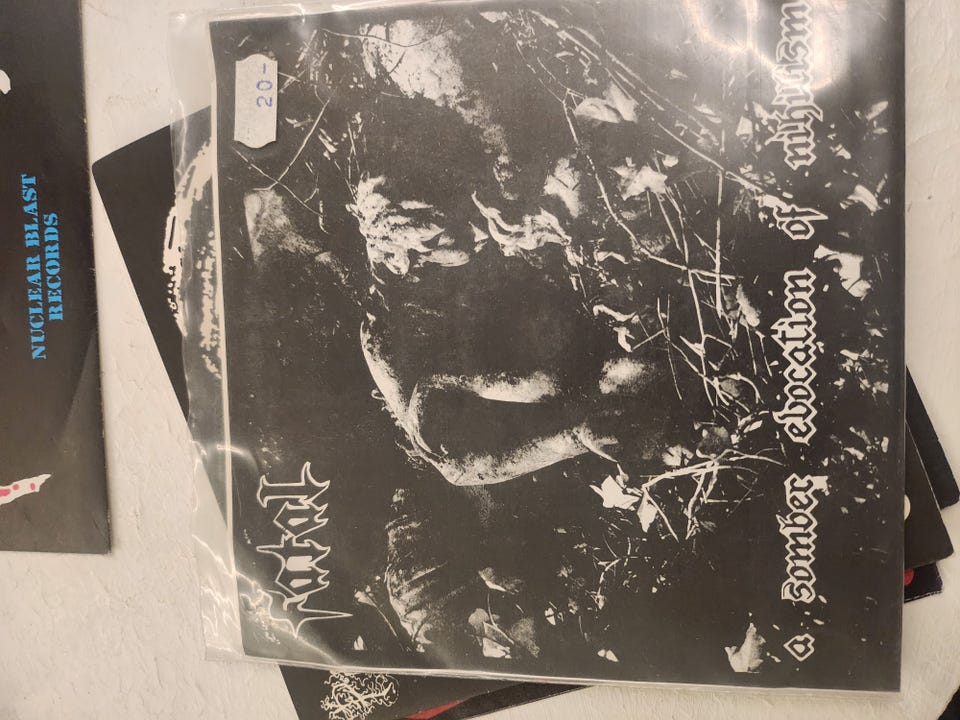 NUCLEAR BLAST
RECORDS
20-
Fatal
a somber evocation of nihilism